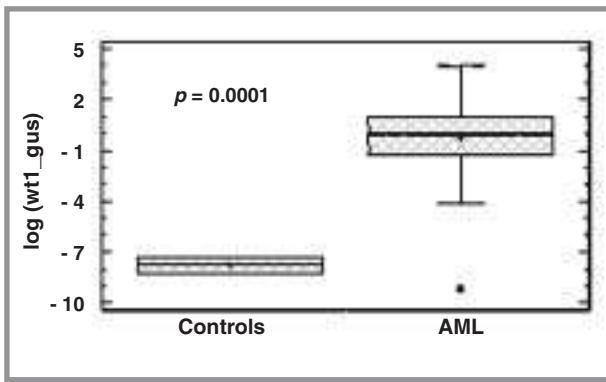 5
p = 0.0001
2
- 1
- 4
- 7
- 10
log (wt1_gus)
Controls
AML